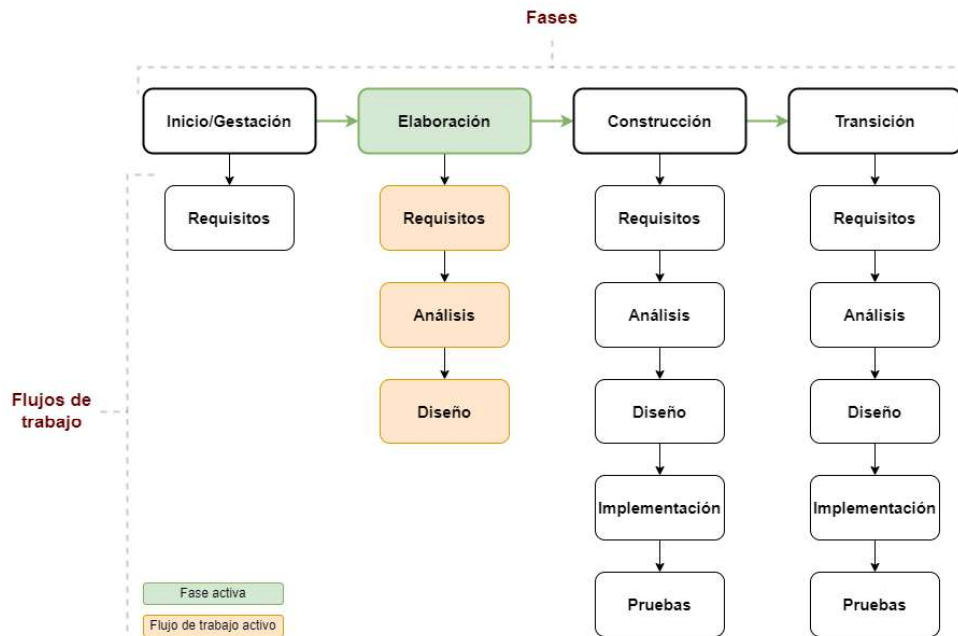 Fases
Inicio/Gestación
Elaboración
Construcción
Transición
Requisitos
Requisitos
Requisitos
Requisitos
Análisis
Análisis
Análisis
Flujos de
trabajo
Diseño
Diseño
Diseño
Implementación
Implementación
Pruebas
Pruebas
Fase activa
Flujo de trabajo activo